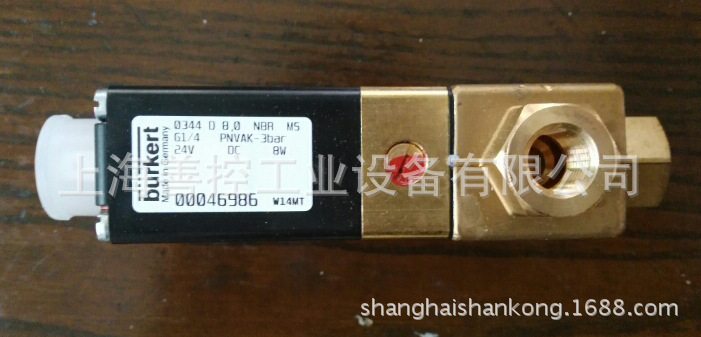 burkert
Made in Germany
0344 D 8,0 NBR MS
G1/4 PNVAK-3bar
24V DC 8W
00046986 W14MT
上海善控工业设备有限公司
shanghaishankong.1688.com